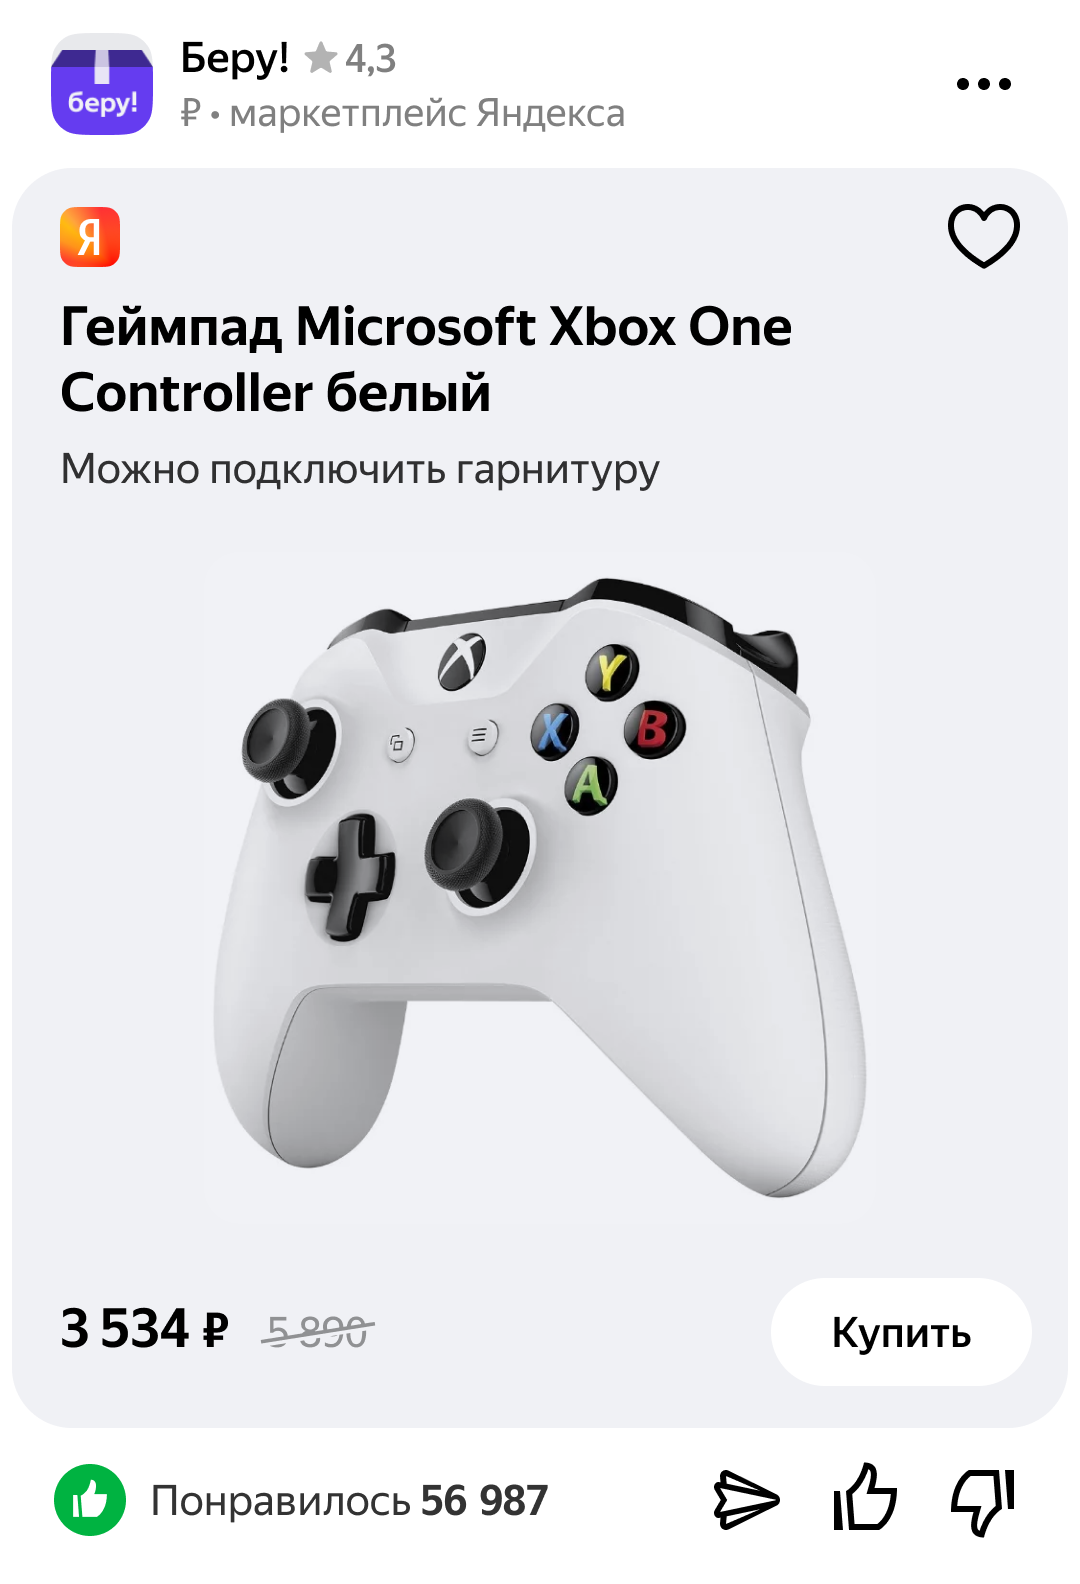 Беру! 4,3
беру!
₽ • маркетплейс Яндекса
Я
Геймпад Microsoft Xbox One
Controller белый
Можно подключить гарнитуру
Y
X B
A
3 534 ₽ 5 890 Купить
Понравилось 56 987